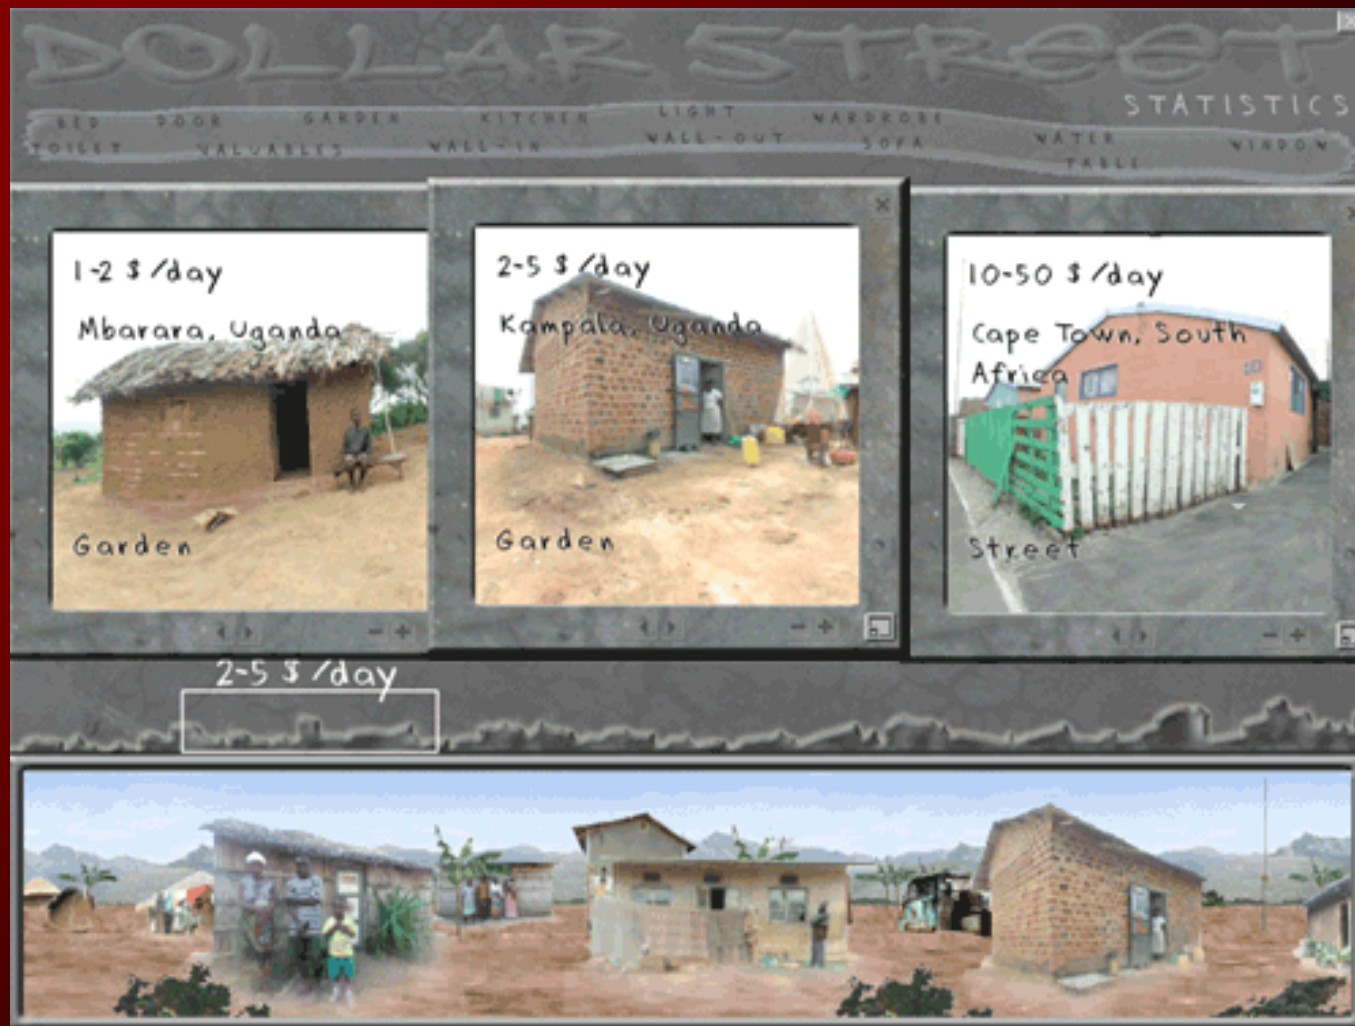 DOLLAR STREET
STATISTICS
BED DOOR GARDEN KITCHEN LIGHT WARDROBE
TOILET VALUABLES WALL-IN WALL-OUT SOFA WATER WINDOW
TABLE
1-2 $/day
Mbarara, Uganda
Garden
2-5 $/day
Kampala, Uganda
Garden
10-50 $/day
Cape Town, South
Africa
Street
2-5 $/day